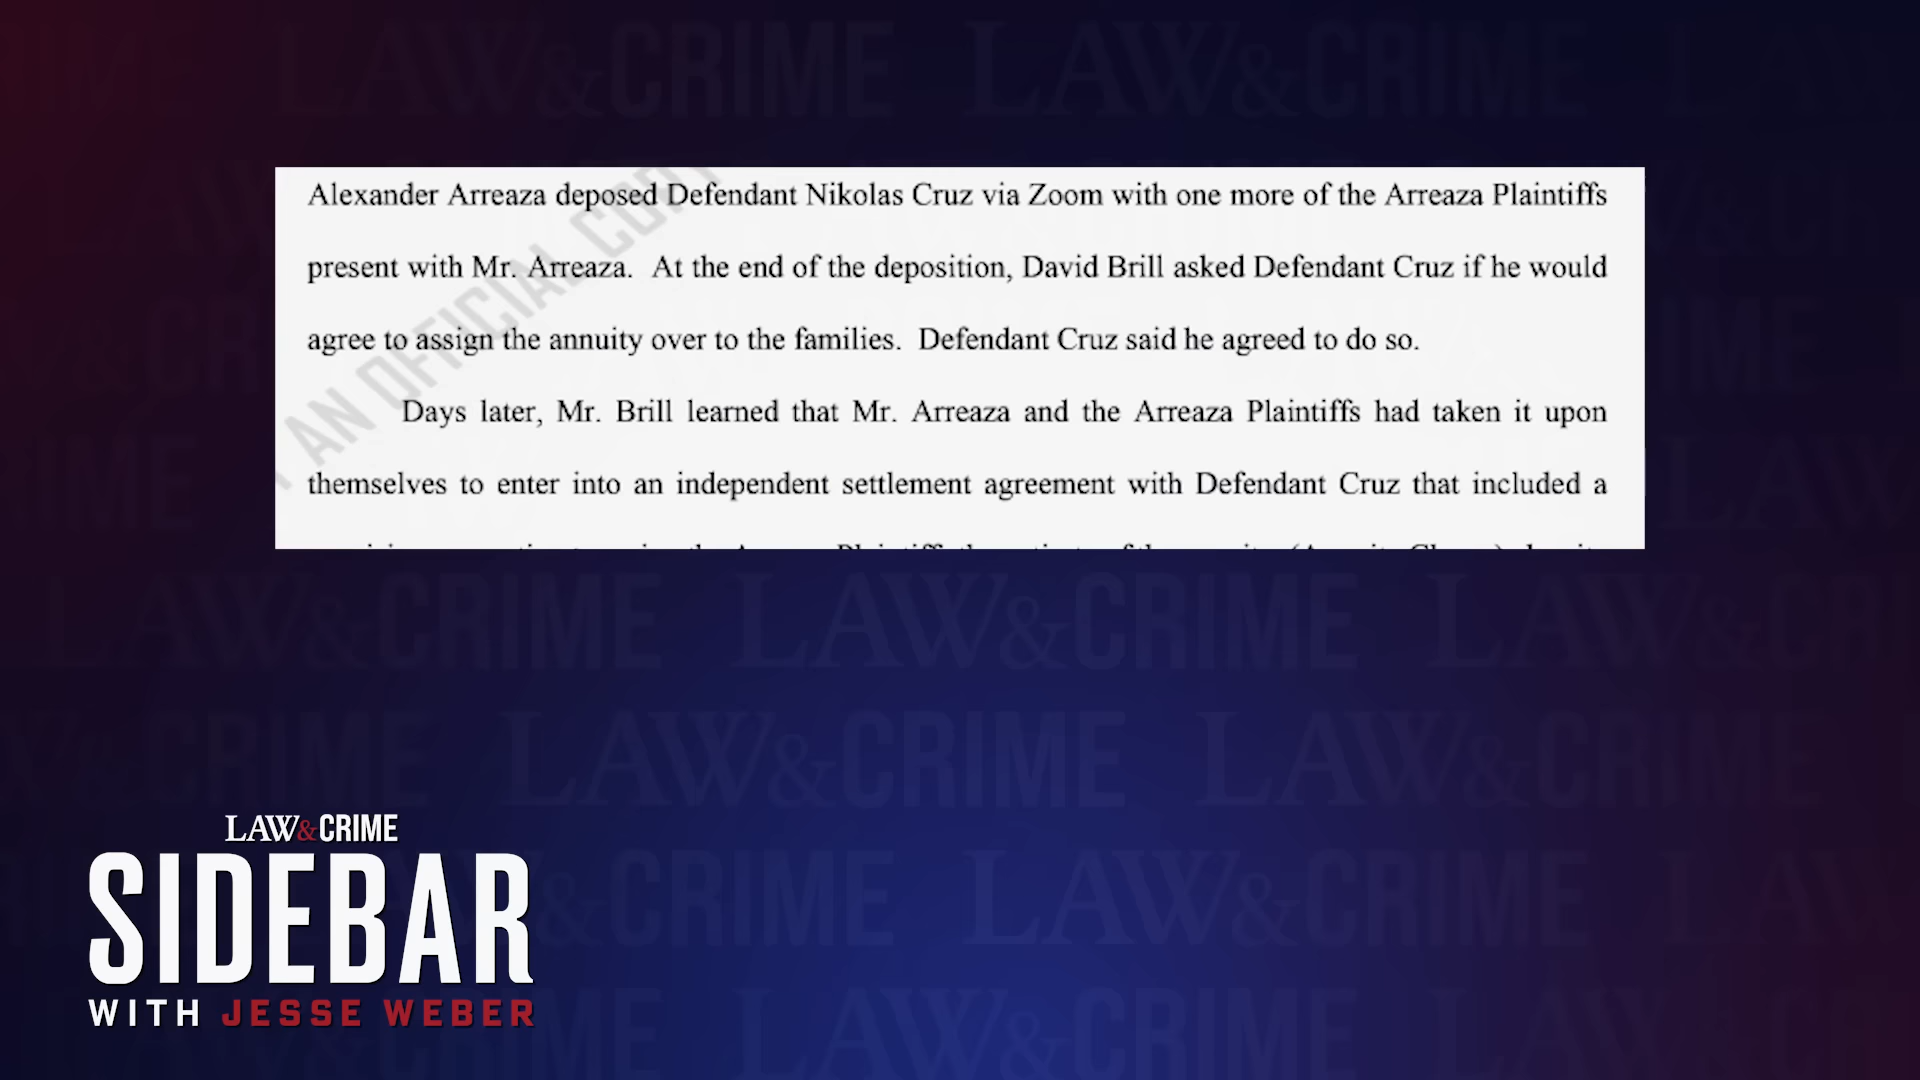 Alexander Arreaza deposed Defendant Nikolas Cruz via Zoom with one more of the Arreaza Plaintiffs
present with Mr. Arreaza. At the end of the deposition, David Brill asked Defendant Cruz if he would
agree to assign the annuity over to the families. Defendant Cruz said he agreed to do so.
Days later, Mr. Brill learned that Mr. Arreaza and the Arreaza Plaintiffs had taken it upon
themselves to enter into an independent settlement agreement with Defendant Cruz that included a
AN OFFICIAL COPY
LAW&CRIME
SIDEBAR
WITH JESSE WEBER